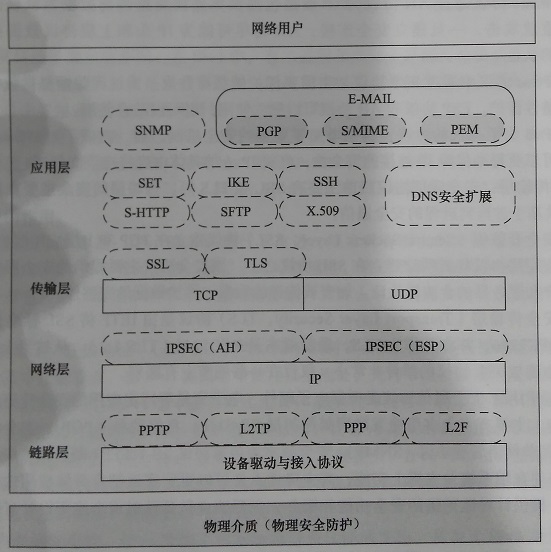 网络用户
E-MAIL
SNMP PGP S/MIME PEM
应用层
SET IKE SSH
DNS安全扩展
S-HTTP SFTP X.509
SSL TLS
传输层
TCP UDP
IPSEC（AH） IPSEC（ESP）
网络层
IP
PPTP L2TP PPP L2F
链路层
设备驱动与接入协议
物理介质（物理安全防护）